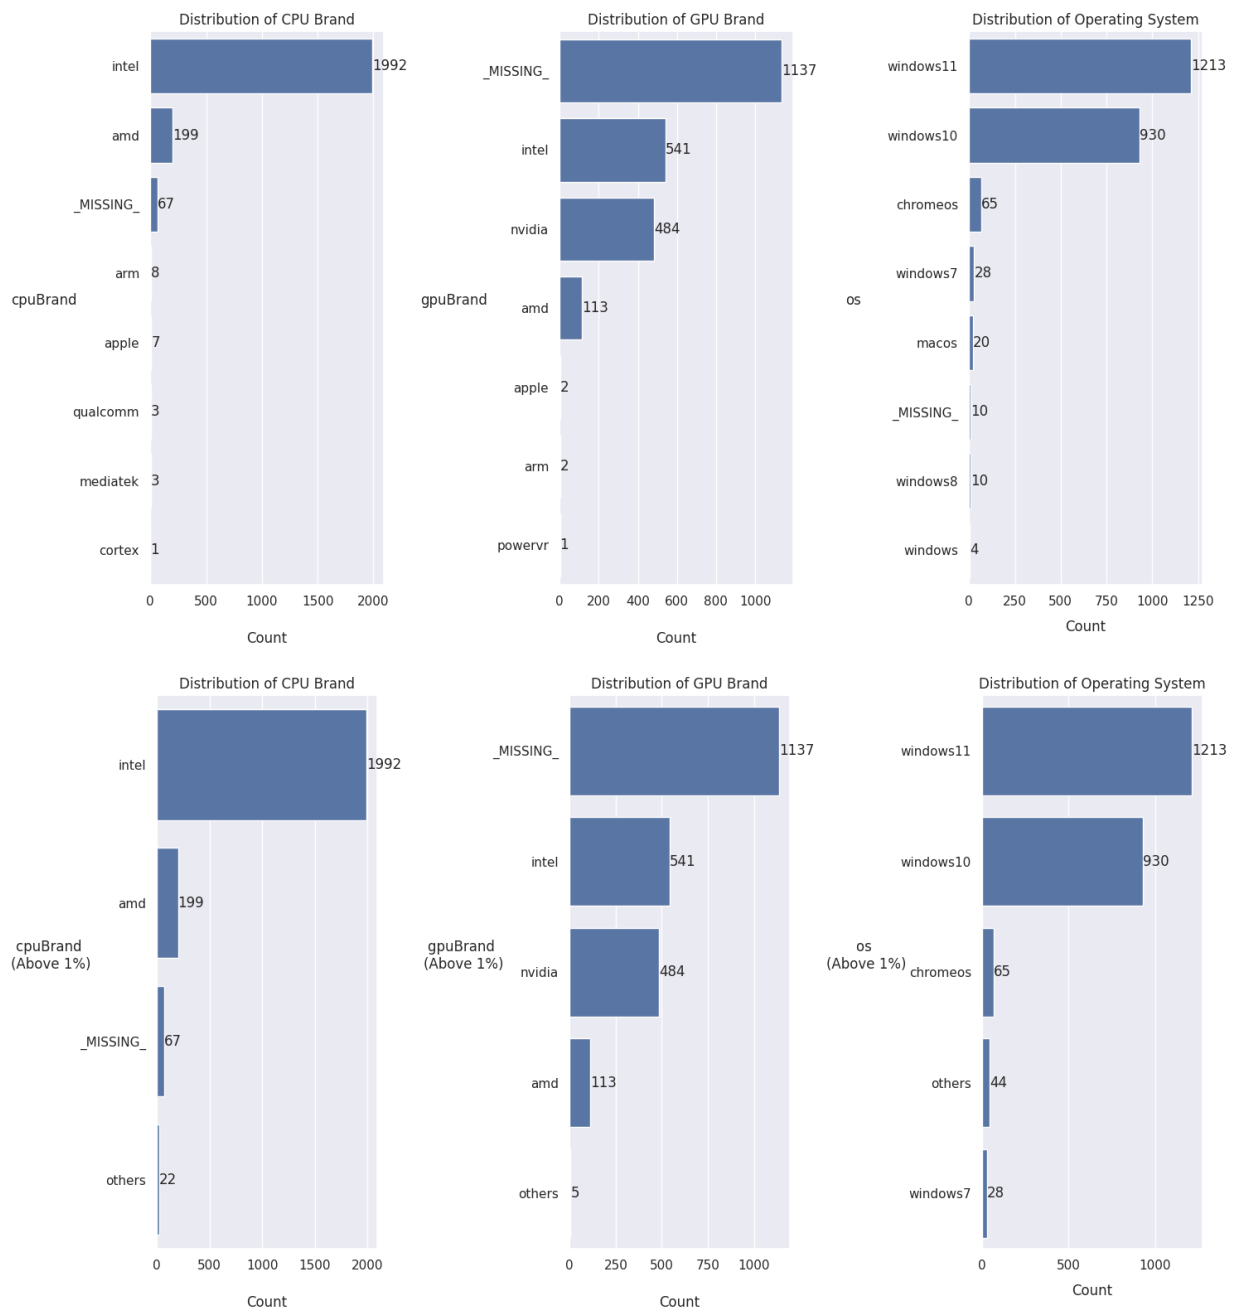 Distribution of CPU Brand
intel
1992
amd
199
_MISSING_
67
arm
8
cpuBrand
apple
7
qualcomm
3
mediatek
3
cortex
1
0 500 1000 1500 2000
Count
Distribution of GPU Brand
_MISSING_
1137
intel
541
nvidia
484
gpuBrand
amd
113
apple
2
arm
2
powervr
1
0 200 400 600 800 1000
Count
Distribution of Operating System
windows11
1213
windows10
930
chromeos
65
windows7
28
os
macos
20
_MISSING_
10
windows8
10
windows
4
0 250 500 750 1000 1250
Count
Distribution of CPU Brand
intel
1992
amd
199
cpuBrand
(Above 1%)
_MISSING_
67
others
22
0 500 1000 1500 2000
Count
Distribution of GPU Brand
_MISSING_
1137
intel
541
gpuBrand
(Above 1%)
nvidia
484
amd
113
others
5
0 250 500 750 1000
Count
Distribution of Operating System
windows11
1213
windows10
930
os
(Above 1%)
chromeos
65
others
44
windows7
28
0 500 1000
Count